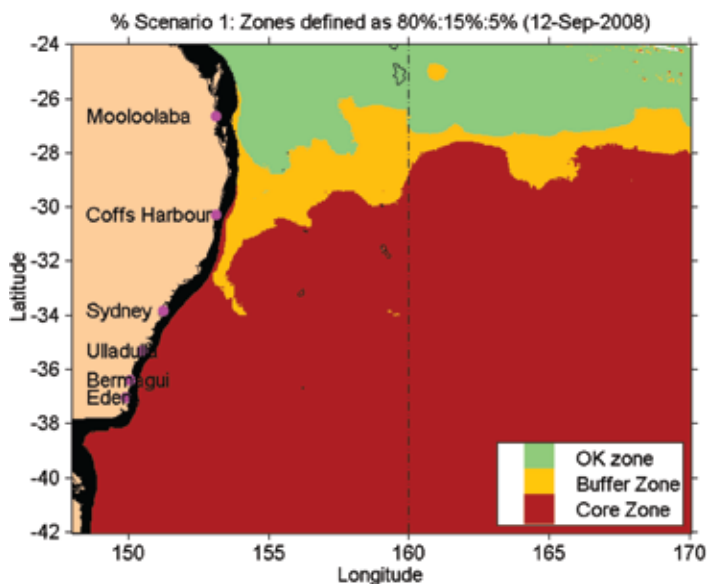 % Scenario 1: Zones defined as 80%:15%:5% (12-Sep-2008)
-24
-26
Mooloolaba
-28
Coffs Harbour
-30
-32
Latitude
Sydney
-34
Ulladulla
Bermagui
-36
Eden
-38
-40
-42
OK zone
Buffer Zone
Core Zone
150 155 160 165 170
Longitude